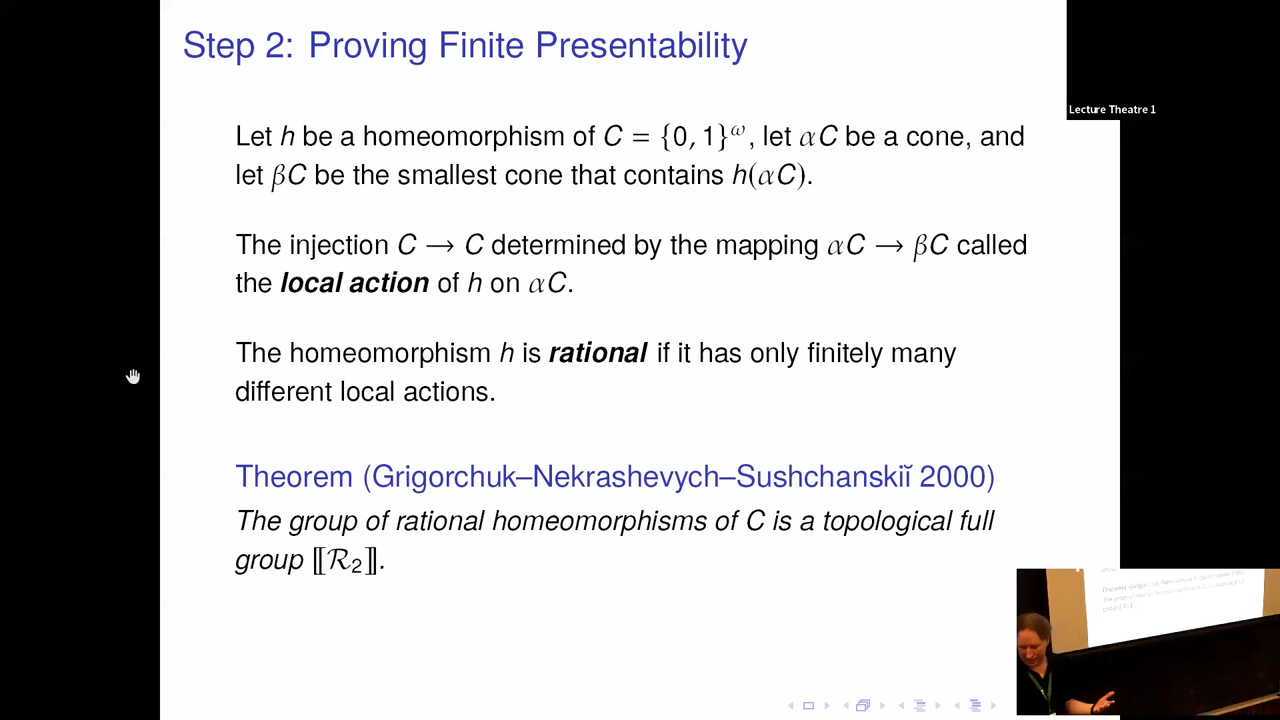 Step 2: Proving Finite Presentability
Lecture Theatre 1
Let h be a homeomorphism of C = {0, 1}^ω, let αC be a cone, and
let βC be the smallest cone that contains h(αC).
The injection C → C determined by the mapping αC → βC called
the local action of h on αC.
The homeomorphism h is rational if it has only finitely many
different local actions.
Theorem (Grigorchuk–Nekrashevych–Sushchanskiĭ 2000)
The group of rational homeomorphisms of C is a topological full
group ⟦ℛ₂⟧.